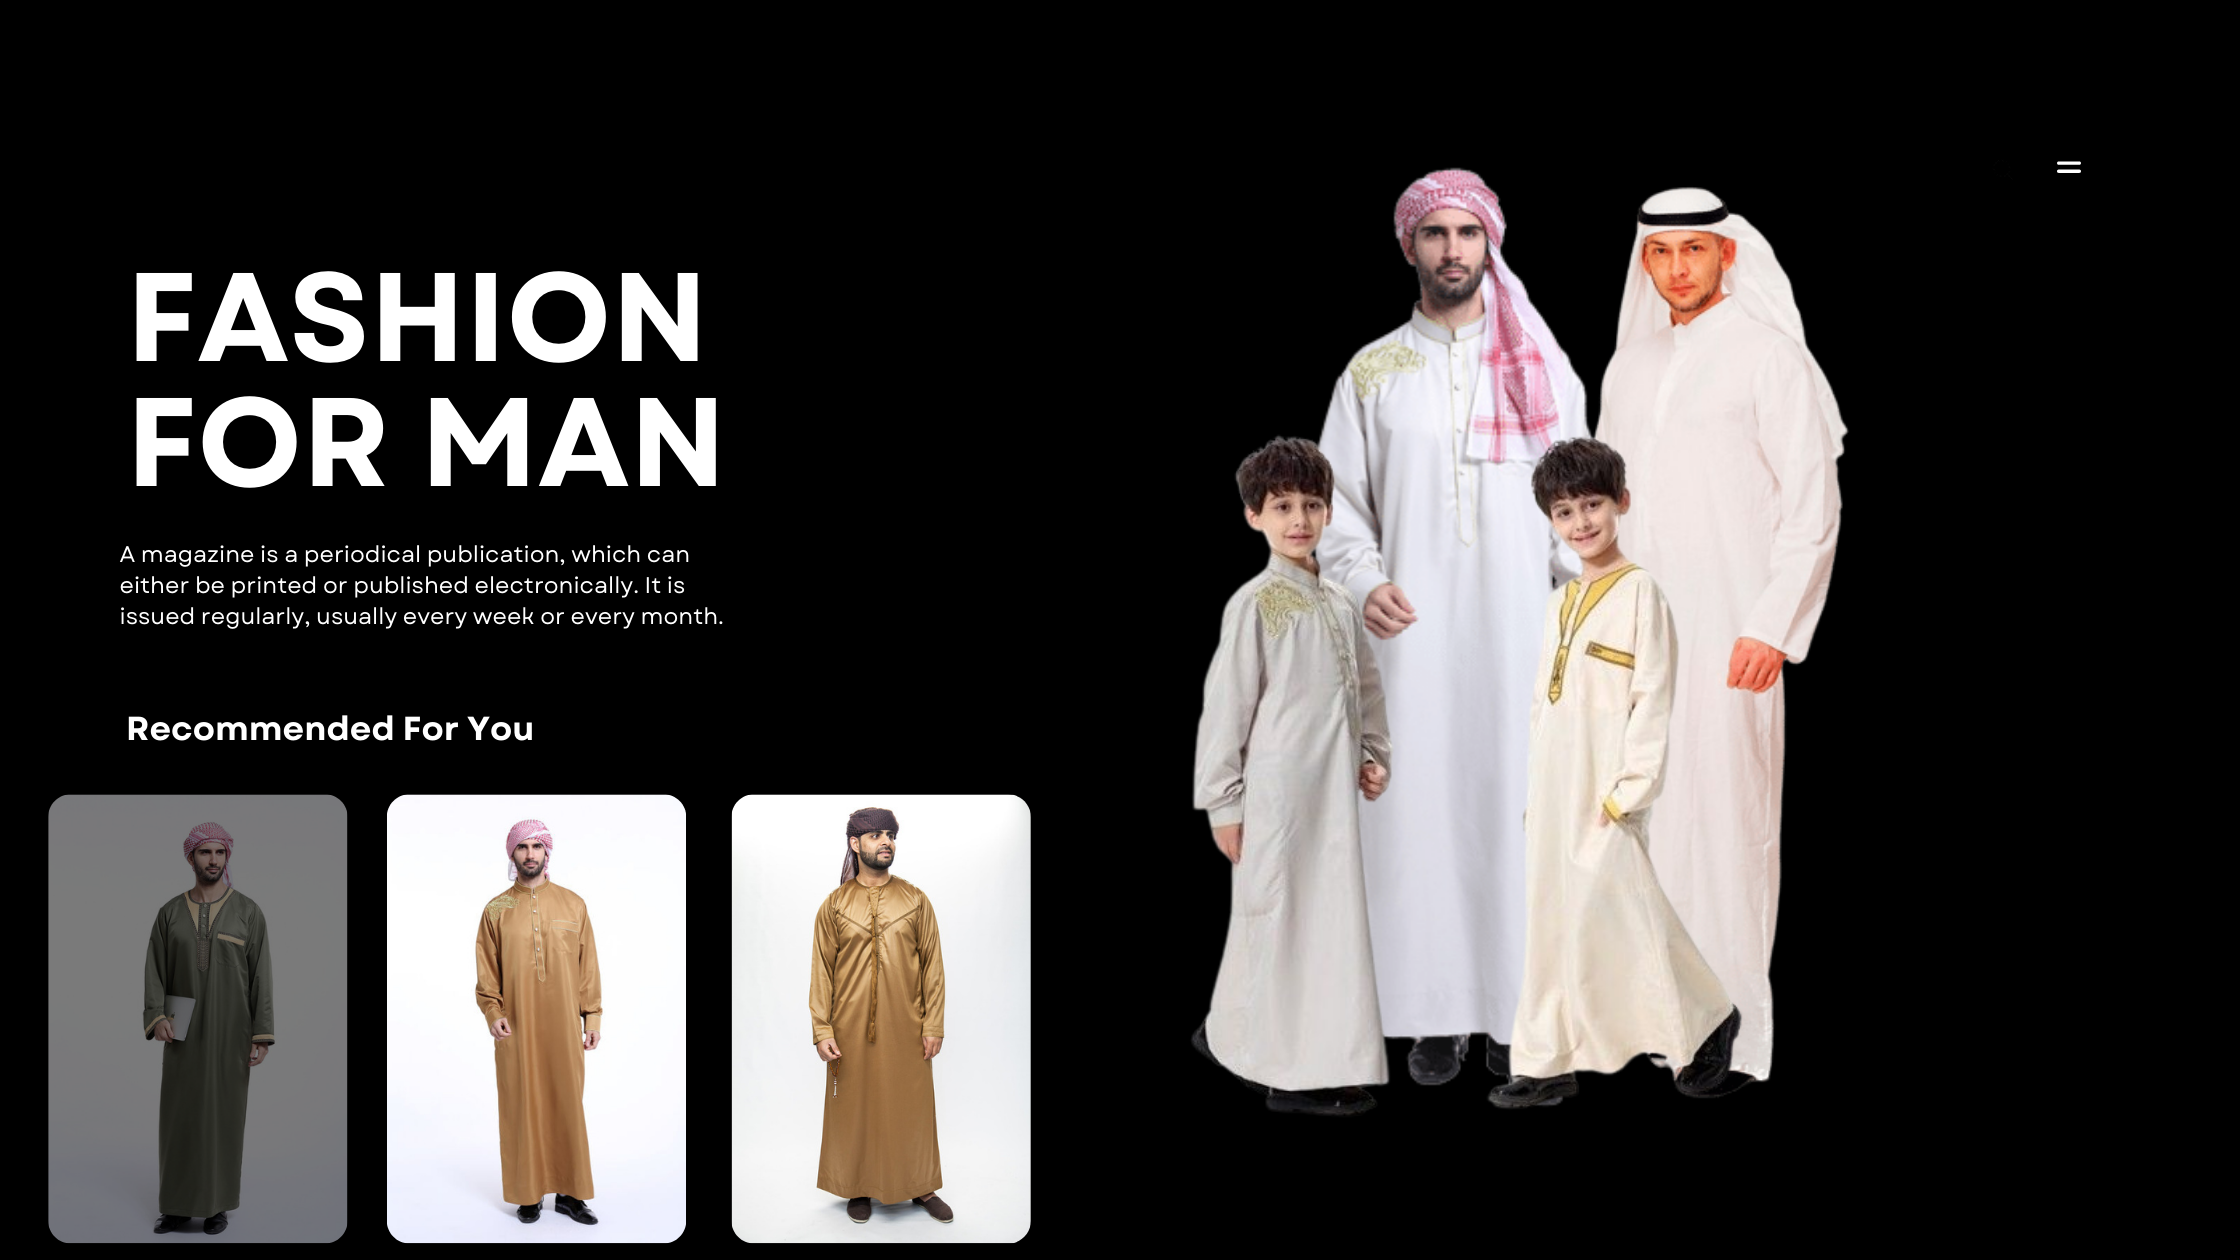 FASHION
FOR MAN
A magazine is a periodical publication, which can
either be printed or published electronically. It is
issued regularly, usually every week or every month.
Recommended For You